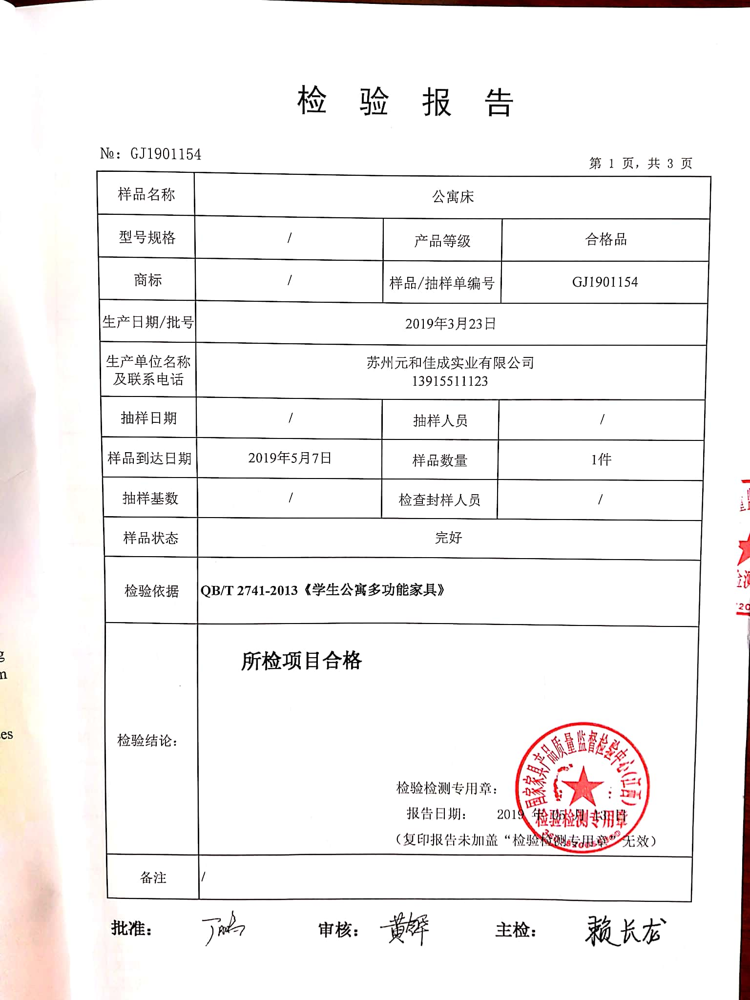 检 验 报 告
№：GJ1901154
第 1 页，共 3 页
样品名称 公寓床
型号规格 / 产品等级 合格品
商标 / 样品/抽样单编号 GJ1901154
生产日期/批号 2019年3月23日
生产单位名称
及联系电话
苏州元和佳成实业有限公司
13915511123
抽样日期 / 抽样人员 /
样品到达日期 2019年5月7日 样品数量 1件
抽样基数 / 检查封样人员 /
样品状态 完好
检验依据 QB/T 2741-2013《学生公寓多功能家具》
检验结论：
所检项目合格
国家家具产品质量监督检验中心(江西)
检验检测专用章
检验检测专用章：
报告日期： 2019 年 05 月 13 日
（复印报告未加盖“检验检测专用章”无效）
备注 /
批准： 丁鹏 审核： 黄辉 主检： 赖长龙
g
m
es